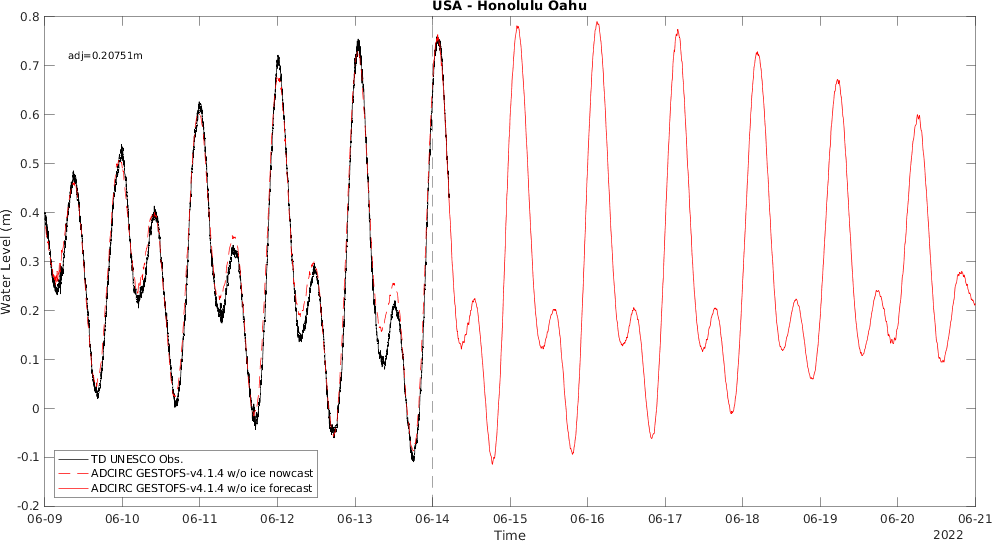 USA - Honolulu Oahu
adj=0.20751m
0.8
0.7
0.6
0.5
0.4
0.3
0.2
0.1
0
-0.1
-0.2
Water Level (m)
TD UNESCO Obs.
ADCIRC GESTOFS-v4.1.4 w/o ice nowcast
ADCIRC GESTOFS-v4.1.4 w/o ice forecast
06-09 06-10 06-11 06-12 06-13 06-14 06-15 06-16 06-17 06-18 06-19 06-20 06-21
Time
2022